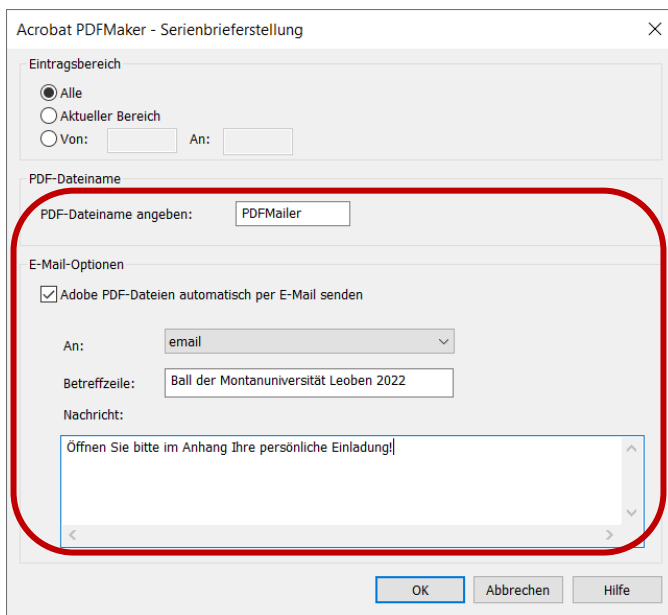 Acrobat PDFMaker - Serienbrieferstellung
Eintragsbereich
Alle
Aktueller Bereich
Von: An:
PDF-Dateiname
PDF-Dateiname angeben: PDFMailer
E-Mail-Optionen
Adobe PDF-Dateien automatisch per E-Mail senden
An: email
Betreffzeile: Ball der Montanuniversität Leoben 2022
Nachricht:
Öffnen Sie bitte im Anhang Ihre persönliche Einladung!
OK Abbrechen Hilfe